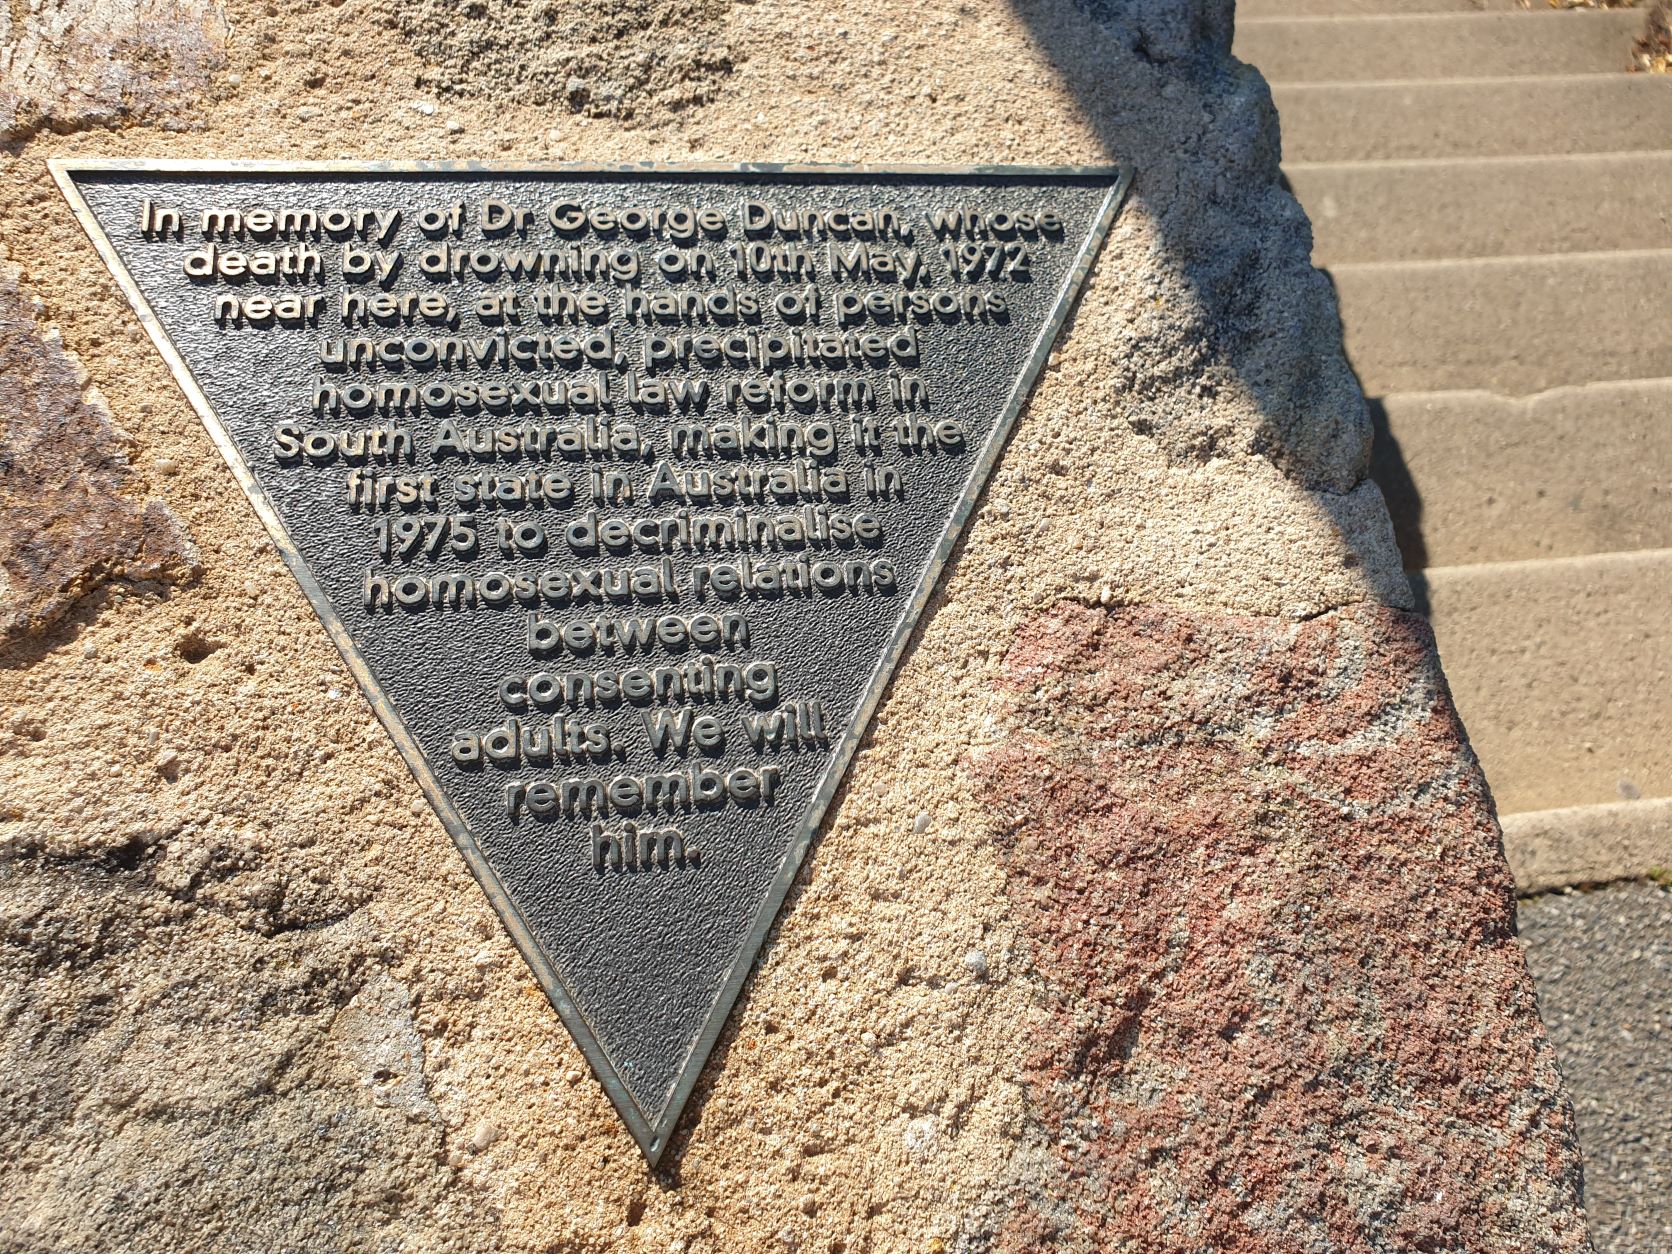 In memory of Dr George Duncan, whose
death by drowning on 10th May, 1972
near here, at the hands of persons
unconvicted, precipitated
homosexual law reform in
South Australia, making it the
first state in Australia in
1975 to decriminalise
homosexual relations
between
consenting
adults. We will
remember
him.